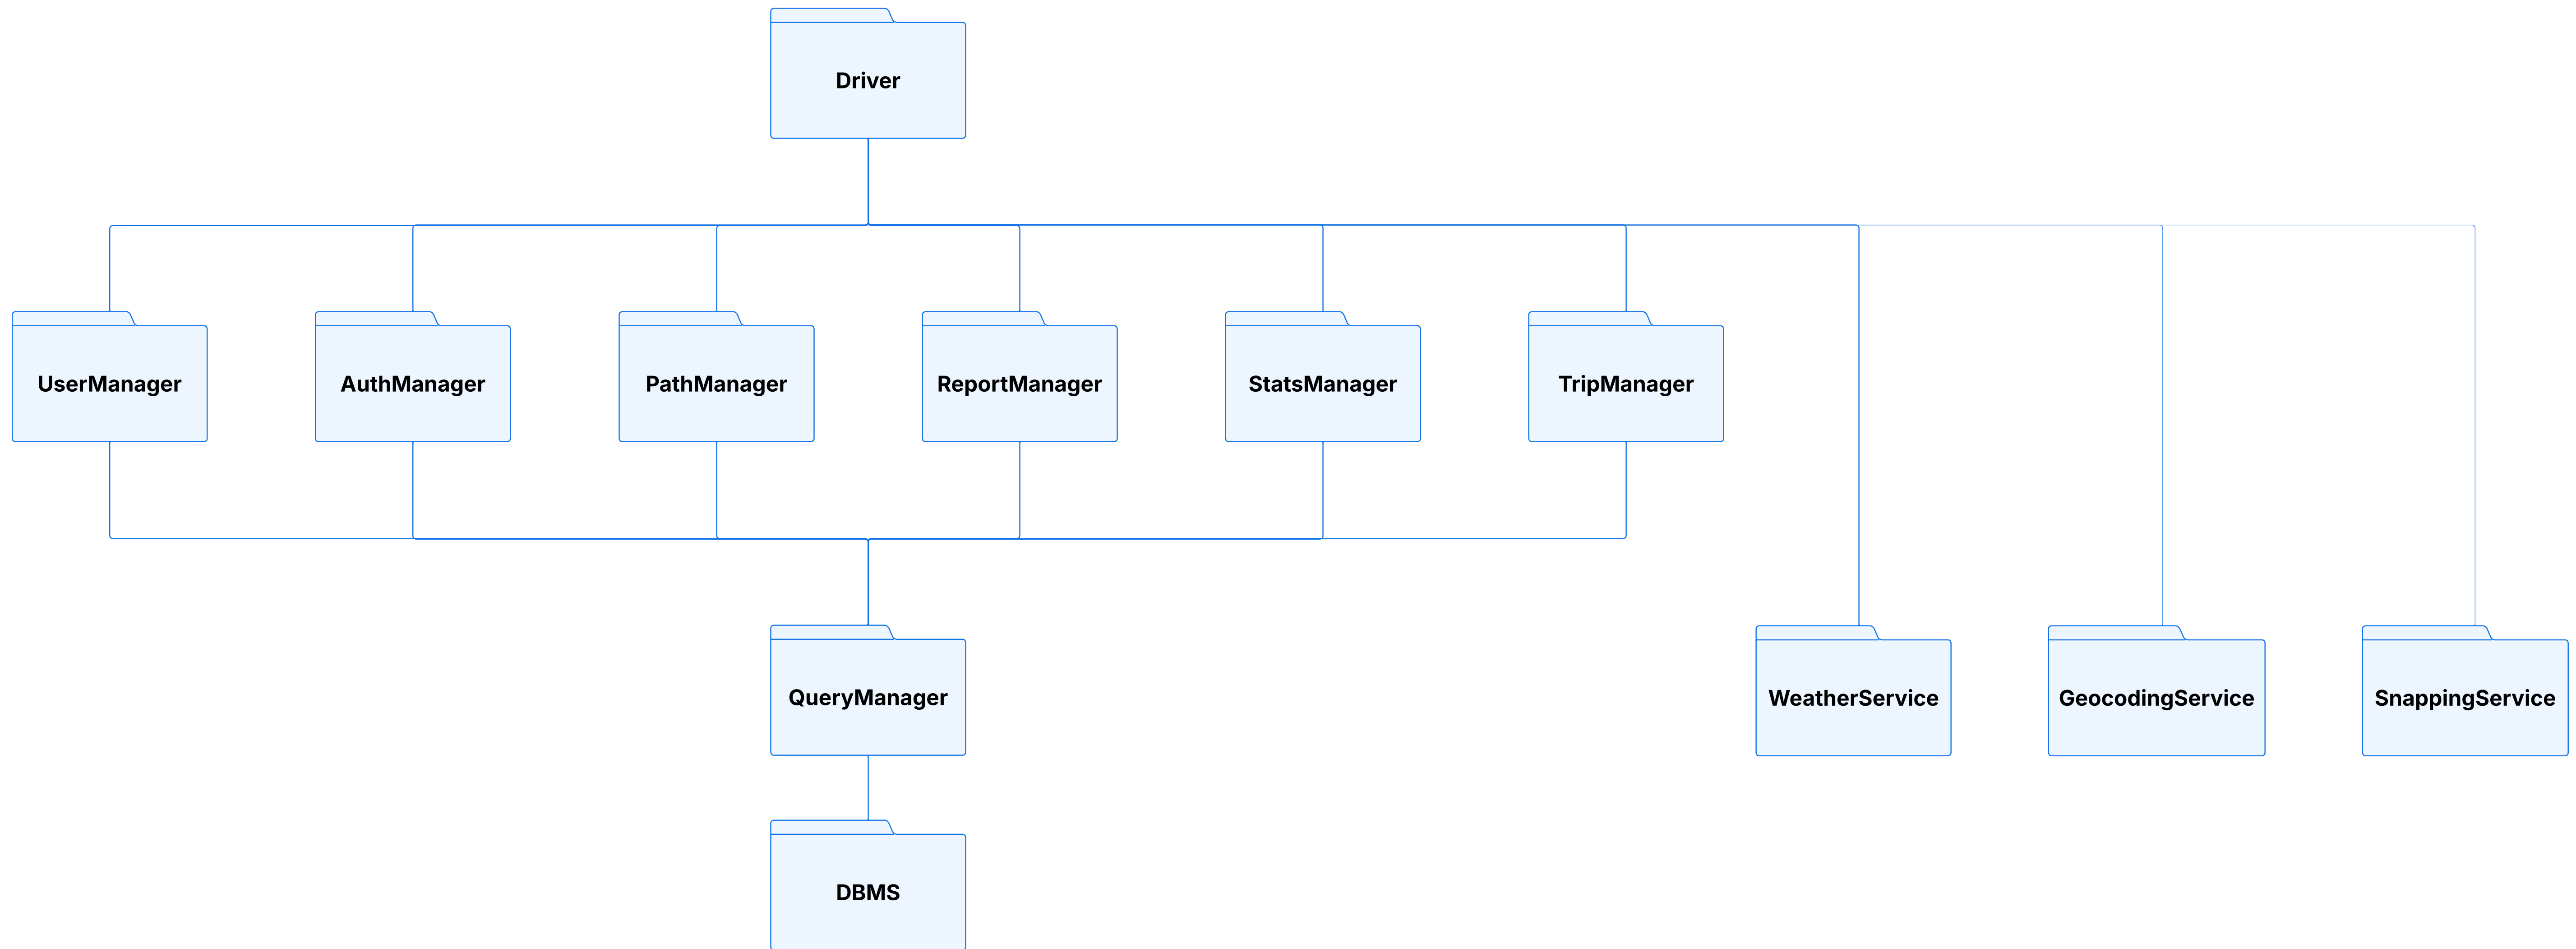 Driver
UserManager
AuthManager
PathManager
ReportManager
StatsManager
TripManager
QueryManager
WeatherService
GeocodingService
SnappingService
DBMS